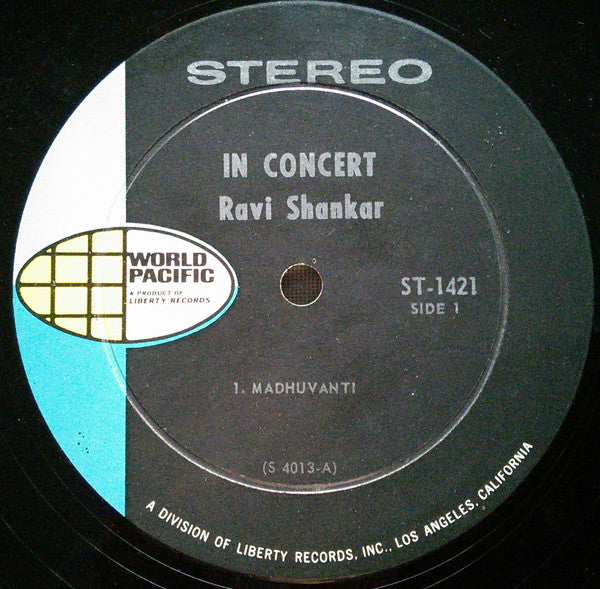 STEREO
IN CONCERT
Ravi Shankar
WORLD
PACIFIC
A PRODUCT OF
LIBERTY RECORDS
ST-1421
SIDE 1
1. MADHUVANTI
(S 4013-A)
A DIVISION OF LIBERTY RECORDS, INC., LOS ANGELES, CALIFORNIA